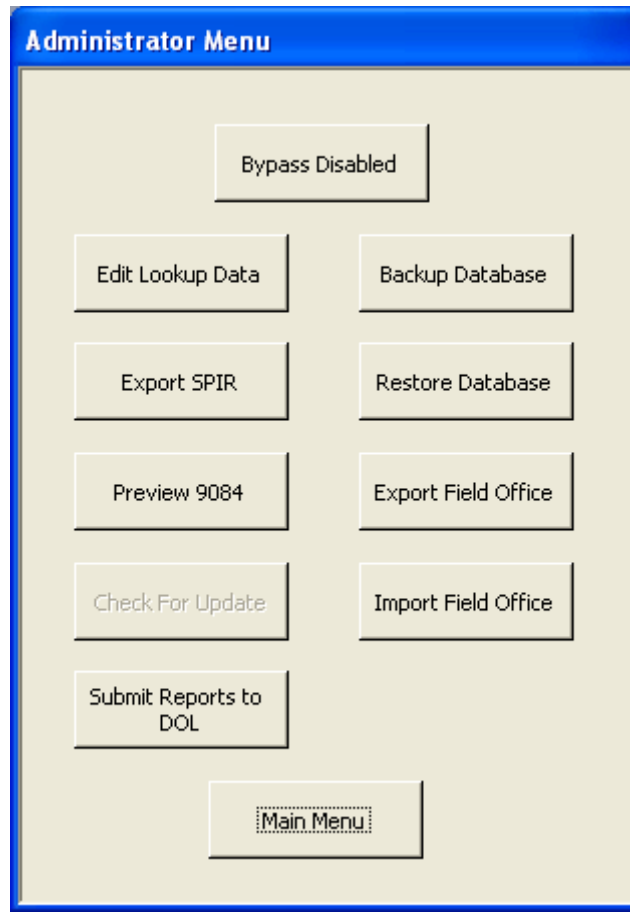 Administrator Menu
Bypass Disabled
Edit Lookup Data
Backup Database
Export SPIR
Restore Database
Preview 9084
Export Field Office
Check For Update
Import Field Office
Submit Reports to
DOL
Main Menu